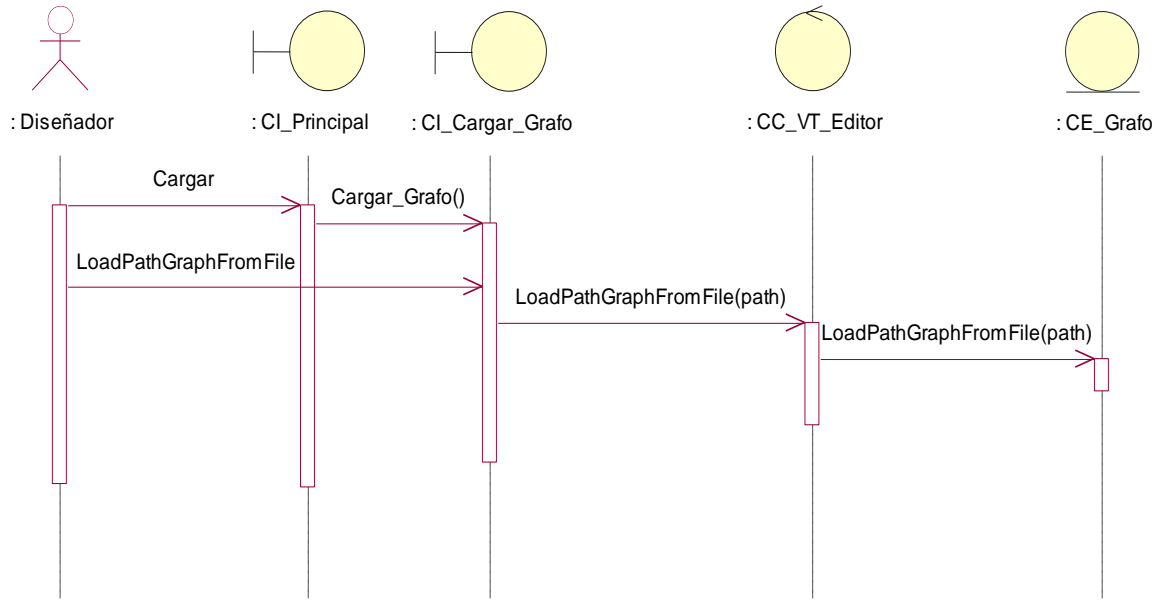 : Diseñador
: CI_Principal
: CI_Cargar_Grafo
: CC_VT_Editor
: CE_Grafo
Cargar
Cargar_Grafo()
LoadPathGraphFromFile
LoadPathGraphFromFile(path)
LoadPathGraphFromFile(path)